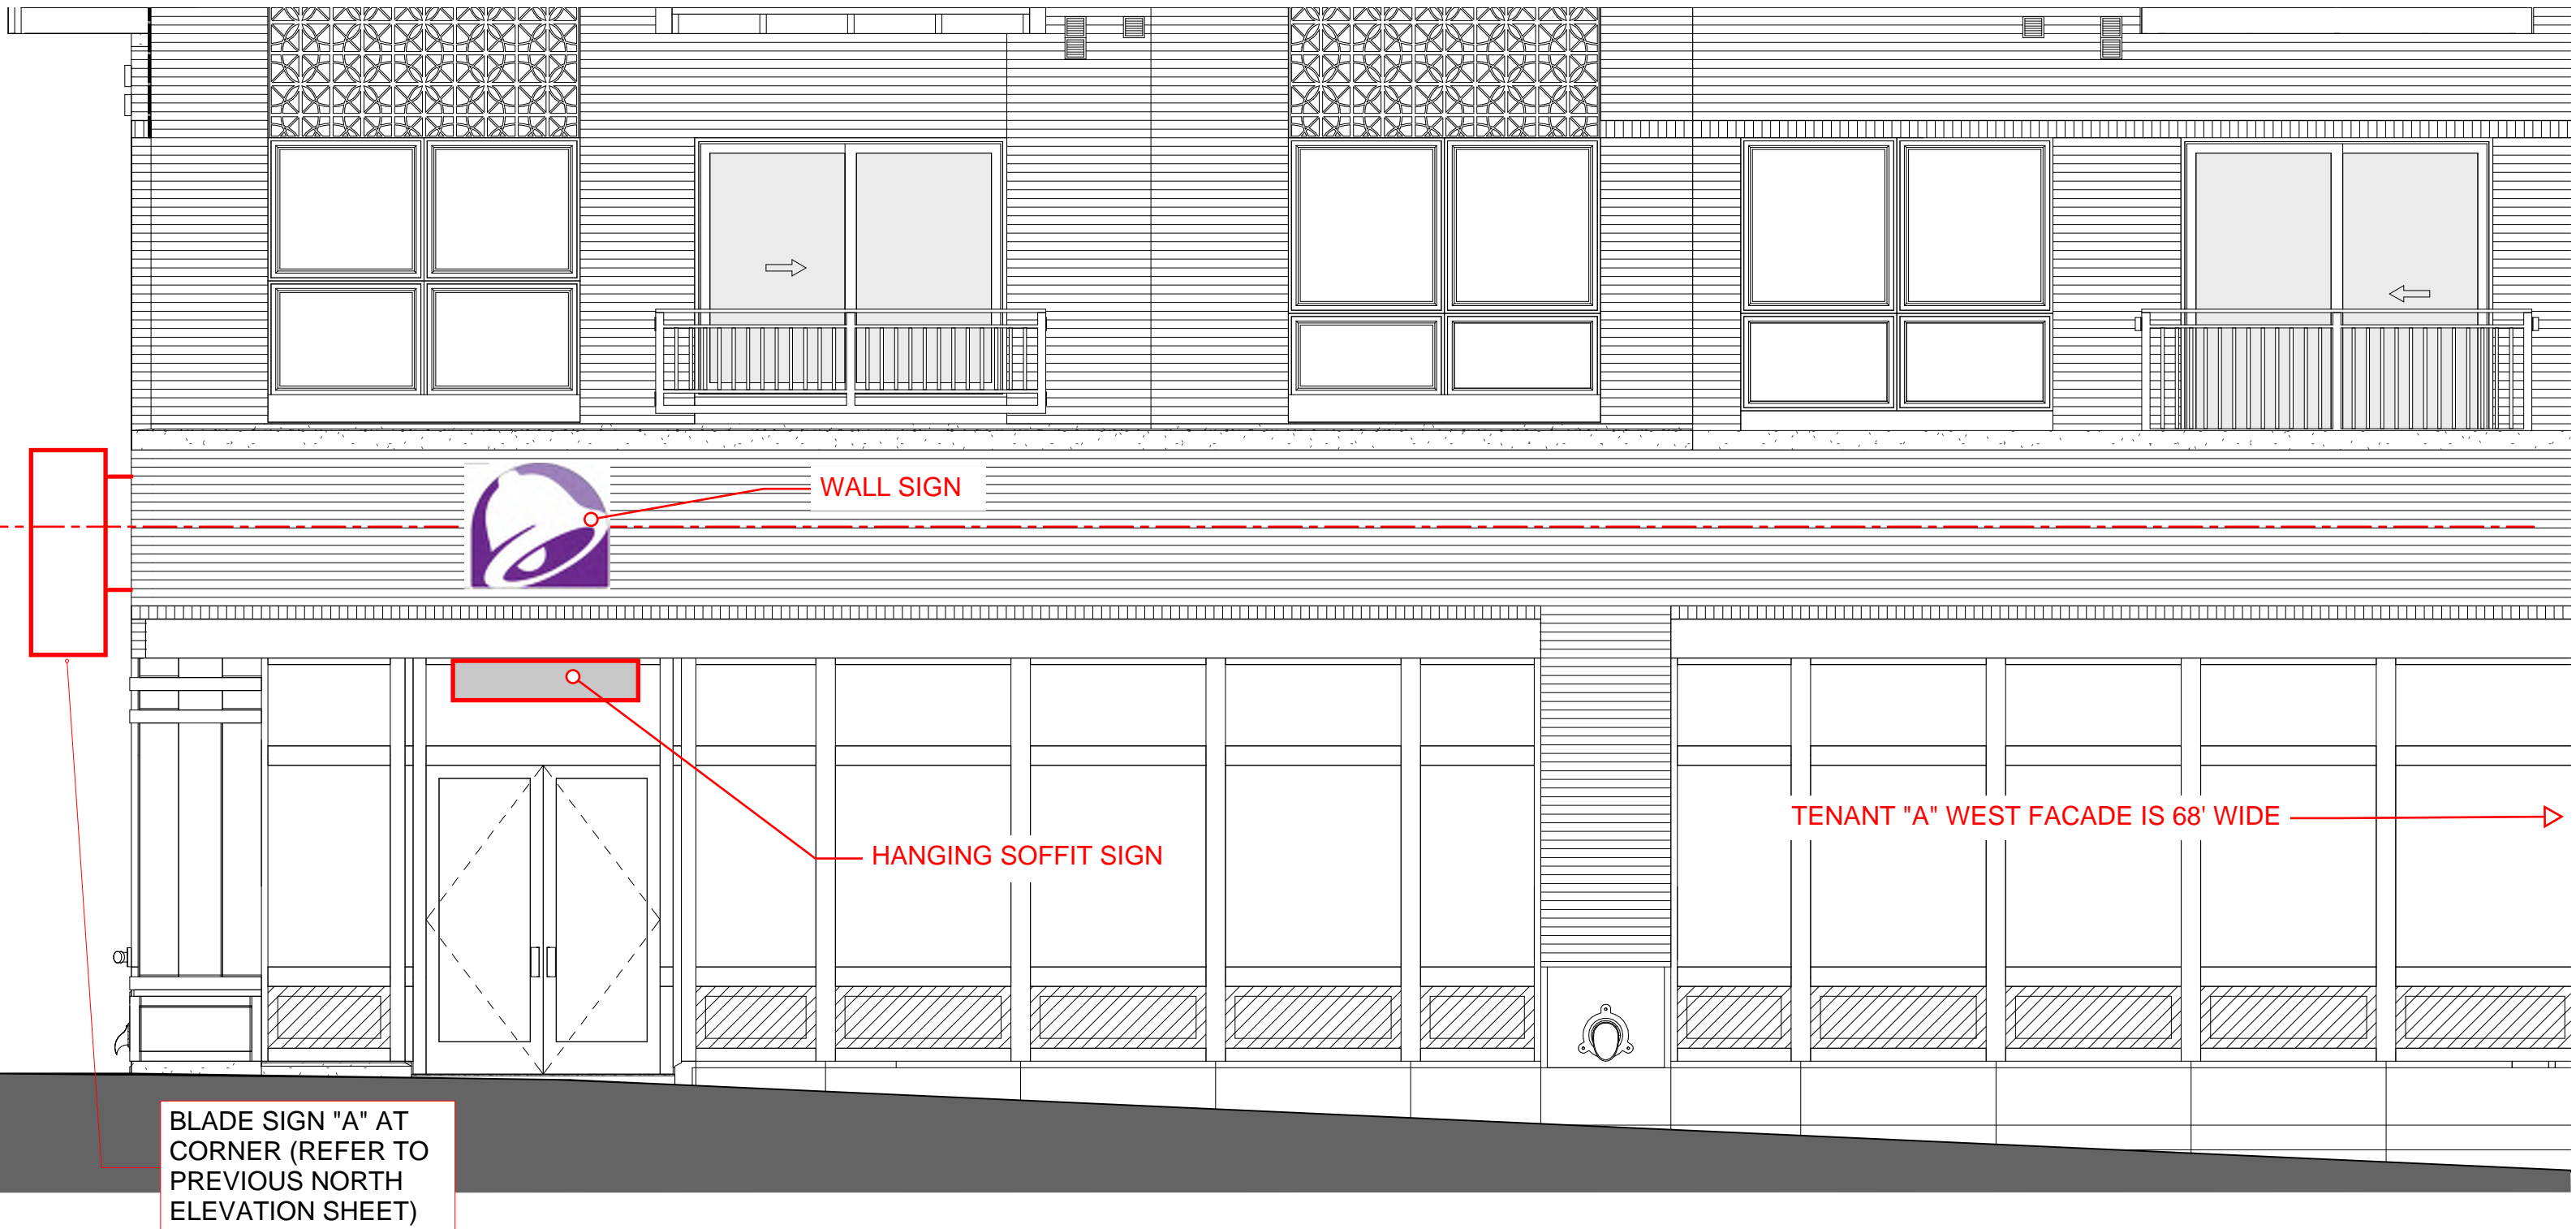 WALL SIGN
TENANT "A" WEST FACADE IS 68' WIDE
HANGING SOFFIT SIGN
BLADE SIGN "A" AT
CORNER (REFER TO
PREVIOUS NORTH
ELEVATION SHEET)